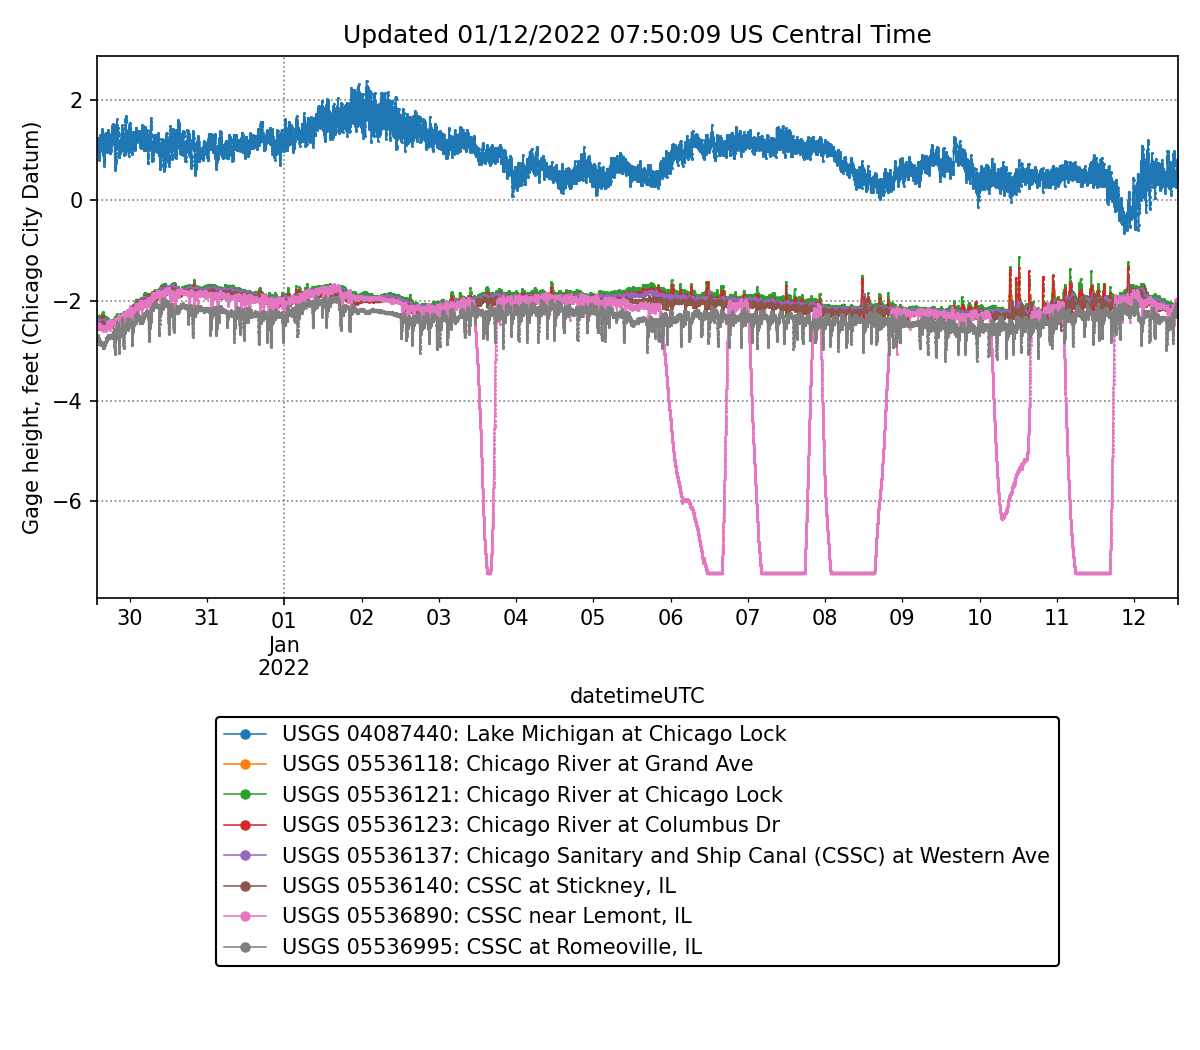 Updated 01/12/2022 07:50:09 US Central Time
Gage height, feet (Chicago City Datum)
2
0
−2
−4
−6
30 31 01 02 03 04 05 06 07 08 09 10 11 12
Jan
2022
datetimeUTC
USGS 04087440: Lake Michigan at Chicago Lock
USGS 05536118: Chicago River at Grand Ave
USGS 05536121: Chicago River at Chicago Lock
USGS 05536123: Chicago River at Columbus Dr
USGS 05536137: Chicago Sanitary and Ship Canal (CSSC) at Western Ave
USGS 05536140: CSSC at Stickney, IL
USGS 05536890: CSSC near Lemont, IL
USGS 05536995: CSSC at Romeoville, IL